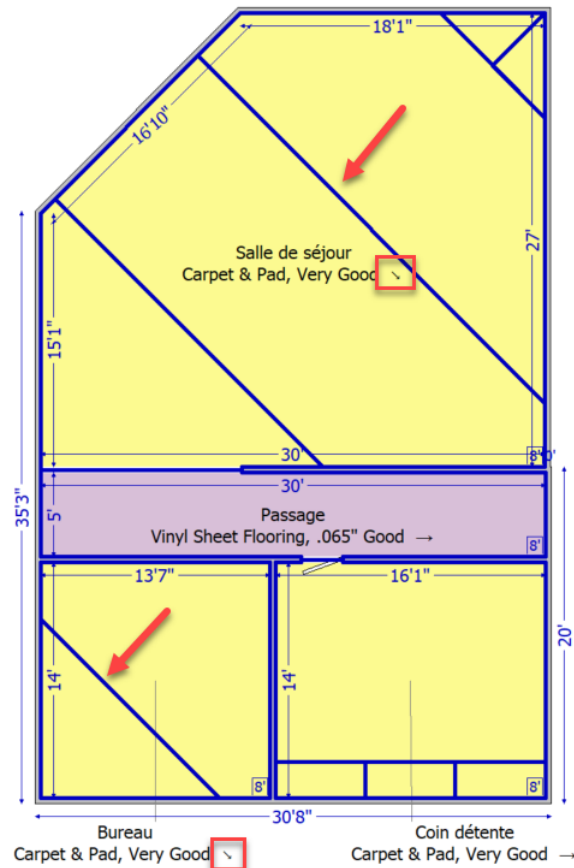 18'1"
16'10"
27'
Salle de séjour
Carpet & Pad, Very Good ↘
15'1"
30'
8'
30'
35'3"
5'
Passage
Vinyl Sheet Flooring, .065" Good →
8'
13'7"
16'1"
14'
14'
20'
8'
8'
30'8"
Bureau
Carpet & Pad, Very Good ↘
Coin détente
Carpet & Pad, Very Good →